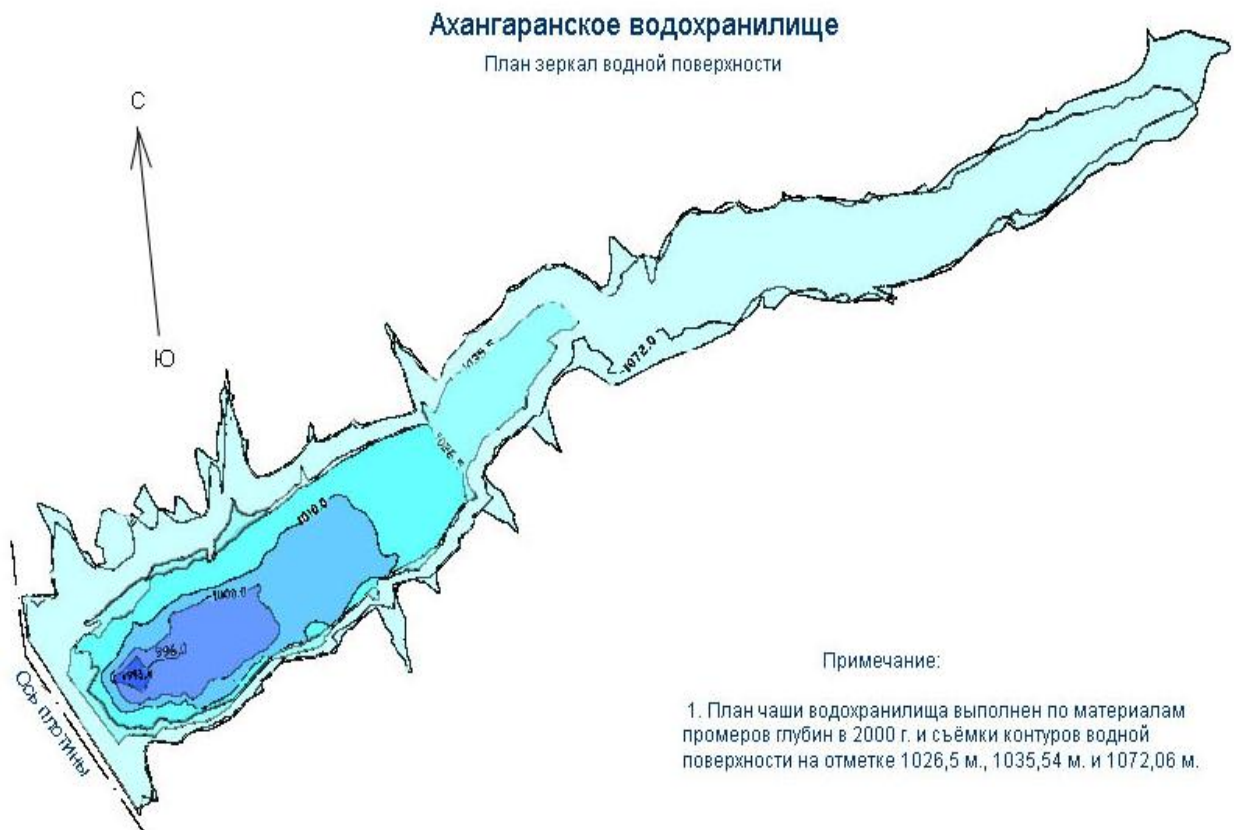 Ахангаранское водохранилище
План зеркал водной поверхности
С
Ю
1072.0
1026.5
1010.0
1000.0
996.0
Ось плотины
Примечание:
1. План чаши водохранилища выполнен по материалам
промеров глубин в 2000 г. и съёмки контуров водной
поверхности на отметке 1026,5 м., 1035,54 м. и 1072,06 м.